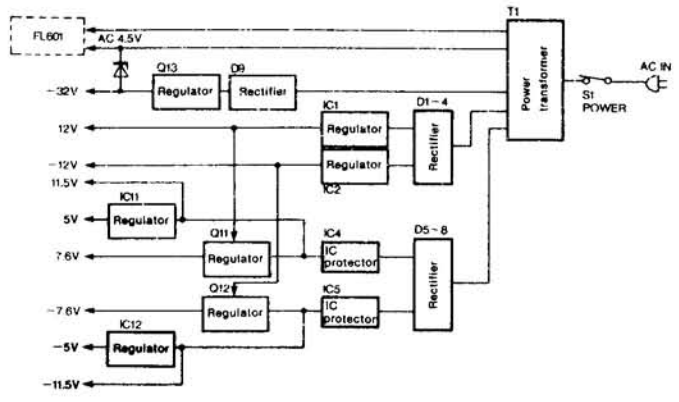 T1
FL601
AC 4.5V
Power transformer
AC IN
S1
POWER
Q13
D9
-32V
Regulator
Rectifier
IC1
D1~4
12V
Regulator
Rectifier
-12V
Regulator
IC2
11.5V
IC11
5V
Regulator
Q11
IC4
D5~8
7.6V
Regulator
IC
protector
Rectifier
Q12
IC5
-7.6V
Regulator
IC
protector
IC12
-5V
Regulator
-11.5V